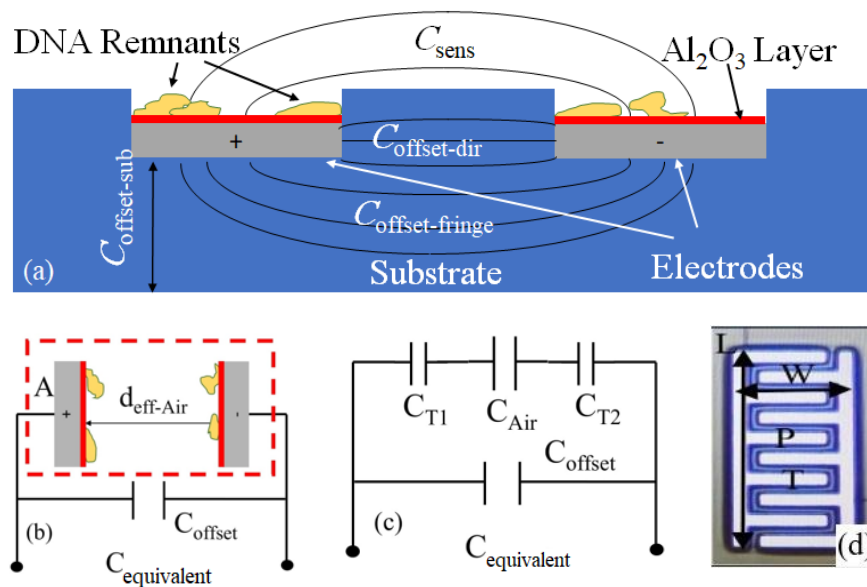 DNA Remnants
C_sens
Al₂O₃ Layer
+
-
C_offset-dir
C_offset-sub
C_offset-fringe
(a)
Substrate
Electrodes
A
+
d_eff-Air
-
(b)
C_offset
C_equivalent
C_T1
C_Air
C_T2
C_offset
(c)
C_equivalent
L
W
P
T
(d)